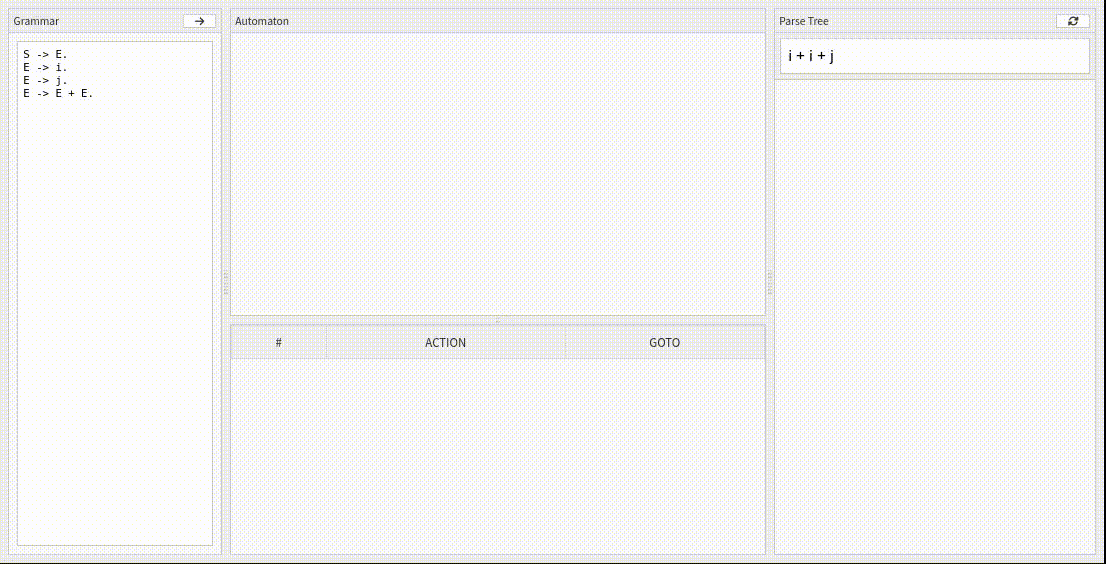 Grammar
S -> E.
E -> i.
E -> j.
E -> E + E.
Automaton
# ACTION GOTO
Parse Tree
i + i + j